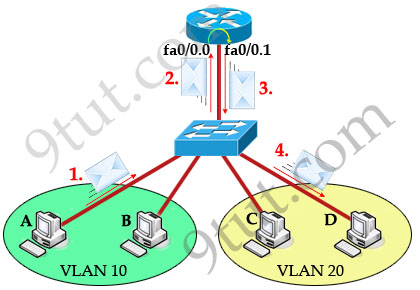 fa0/0.0 fa0/0.1
2.
3.
1.
4.
A
B
C
D
VLAN 10
VLAN 20
9tut.com
9tut.com